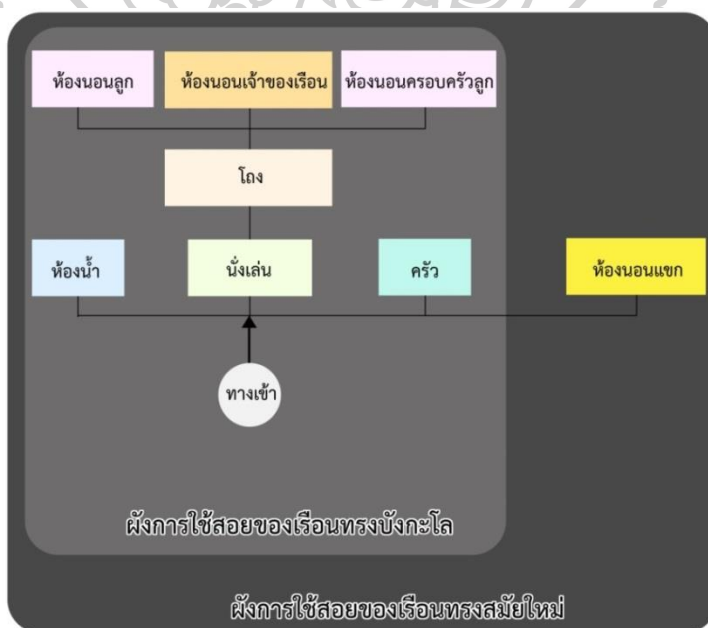 ห้องนอนลูก
ห้องนอนเจ้าของเรือน
ห้องนอนครอบครัวลูก
โถง
ห้องน้ำ
นั่งเล่น
ครัว
ห้องนอนแขก
ทางเข้า
ผังการใช้สอยของเรือนทรงบังกะโล
ผังการใช้สอยของเรือนทรงสมัยใหม่